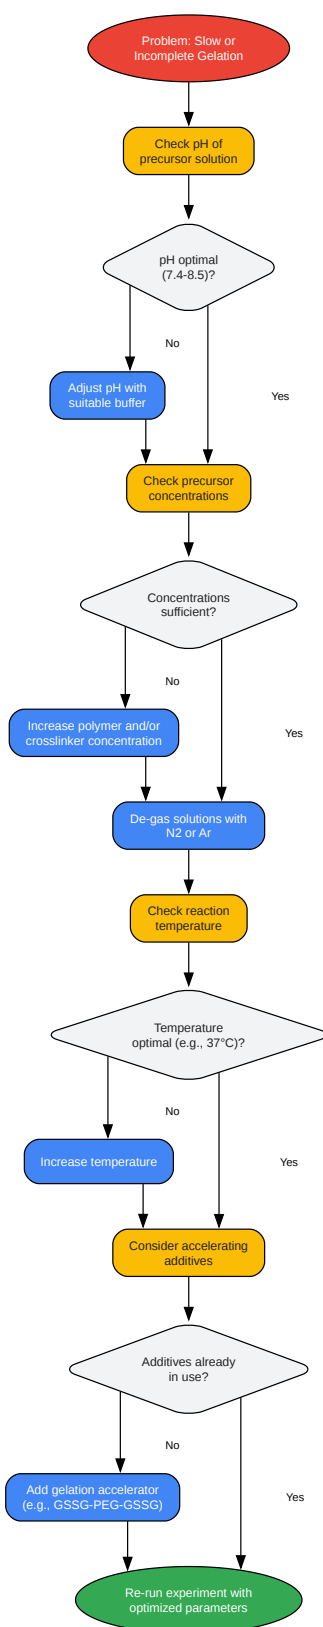 Problem: Slow or
Incomplete Gelation
Check pH of
precursor solution
pH optimal
(7.4-8.5)?
No
Adjust pH with
suitable buffer
Yes
Check precursor
concentrations
Concentrations
sufficient?
No
Increase polymer and/or
crosslinker concentration
Yes
De-gas solutions with
N2 or Ar
Check reaction
temperature
Temperature
optimal (e.g., 37°C)?
No
Increase temperature
Yes
Consider accelerating
additives
Additives already
in use?
No
Add gelation accelerator
(e.g., GSSG-PEG-GSSG)
Yes
Re-run experiment with
optimized parameters